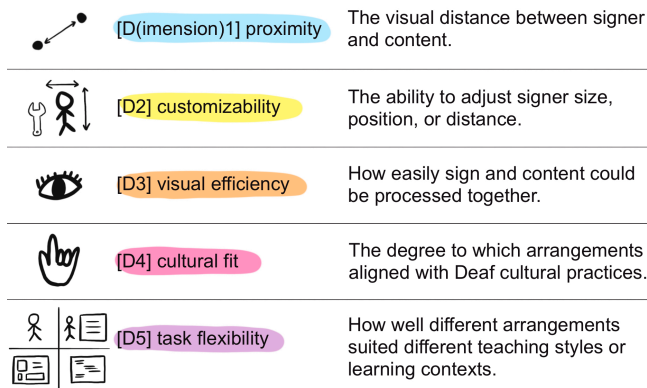 [D(imension)1] proximity
The visual distance between signer
and content.
[D2] customizability
The ability to adjust signer size,
position, or distance.
[D3] visual efficiency
How easily sign and content could
be processed together.
[D4] cultural fit
The degree to which arrangements
aligned with Deaf cultural practices.
[D5] task flexibility
How well different arrangements
suited different teaching styles or
learning contexts.